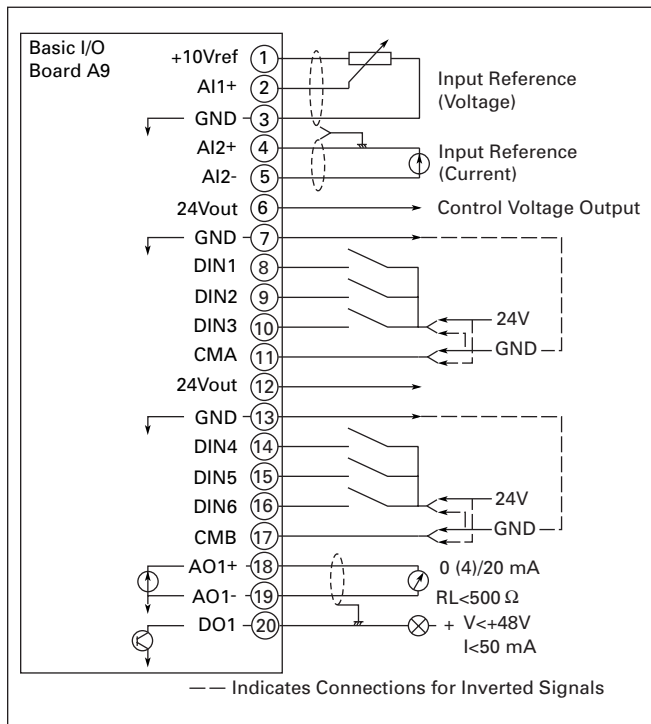 Basic I/O
Board A9
+10Vref 1
AI1+ 2
GND 3
Input Reference
(Voltage)
AI2+ 4
AI2- 5
Input Reference
(Current)
24Vout 6 Control Voltage Output
GND 7
DIN1 8
DIN2 9
DIN3 10
24V
CMA 11
GND
24Vout 12
GND 13
DIN4 14
DIN5 15
DIN6 16
24V
CMB 17
GND
AO1+ 18
0 (4)/20 mA
AO1- 19
RL<500 Ω
DO1 20
+ V<+48V
I<50 mA
— — Indicates Connections for Inverted Signals